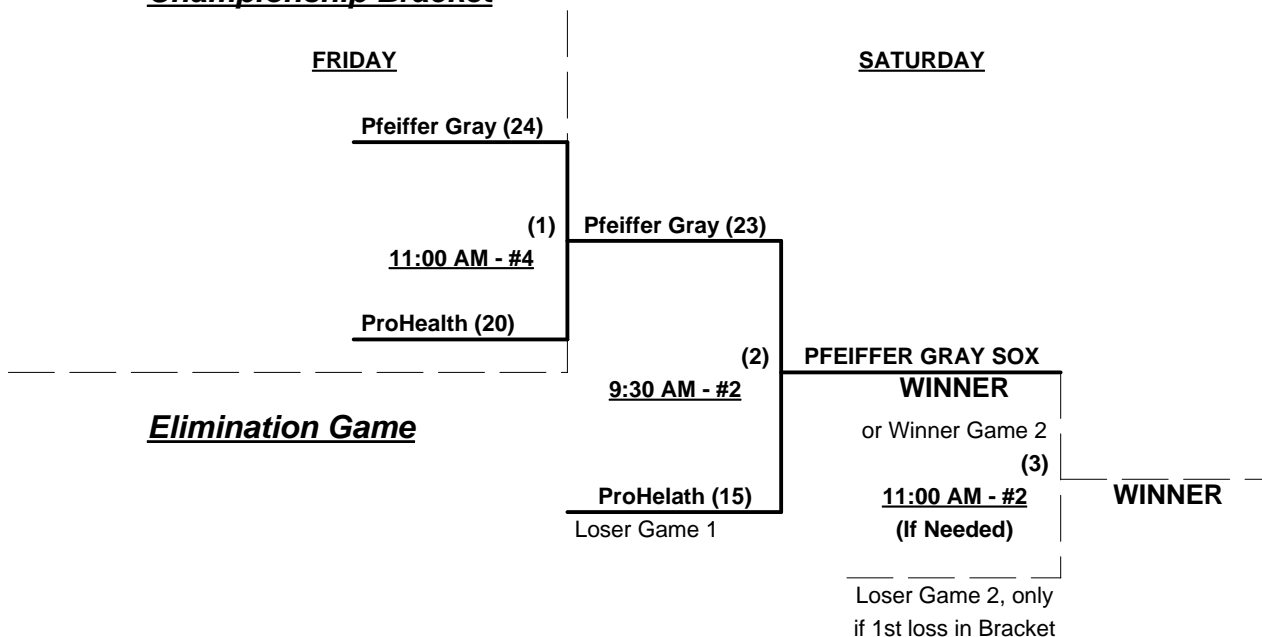 Championship Bracket
FRIDAY
SATURDAY
Pfeiffer Gray (24)
(1)
Pfeiffer Gray (23)
11:00 AM - #4
ProHealth (20)
(2)
PFEIFFER GRAY SOX
9:30 AM - #2
WINNER
Elimination Game
or Winner Game 2
(3)
ProHelath (15)
11:00 AM - #2
WINNER
Loser Game 1
(If Needed)
Loser Game 2, only
if 1st loss in Bracket